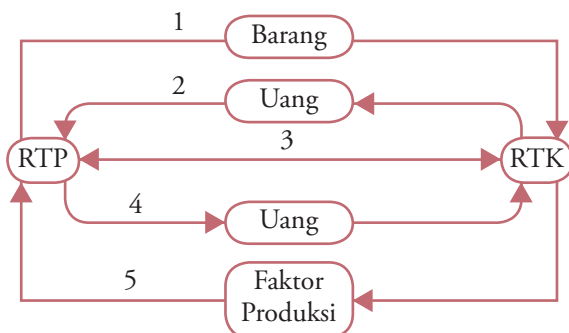 1
Barang
2
Uang
3
RTP
RTK
4
Uang
5
Faktor
Produksi